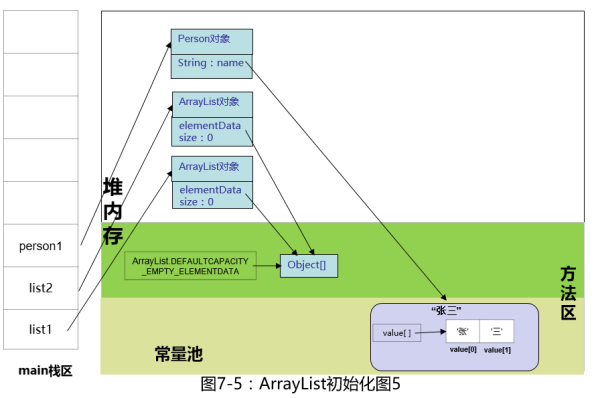 Person对象
String：name
ArrayList对象
elementData
size：0
ArrayList对象
elementData
size：0
堆
内
存
person1
list2
list1
main栈区
ArrayList.DEFAULTCAPACITY
_EMPTY_ELEMENTDATA
Object[]
方
法
区
常量池
“张三”
value[]
'张'
'三'
value[0]
value[1]
图7-5：ArrayList初始化图5